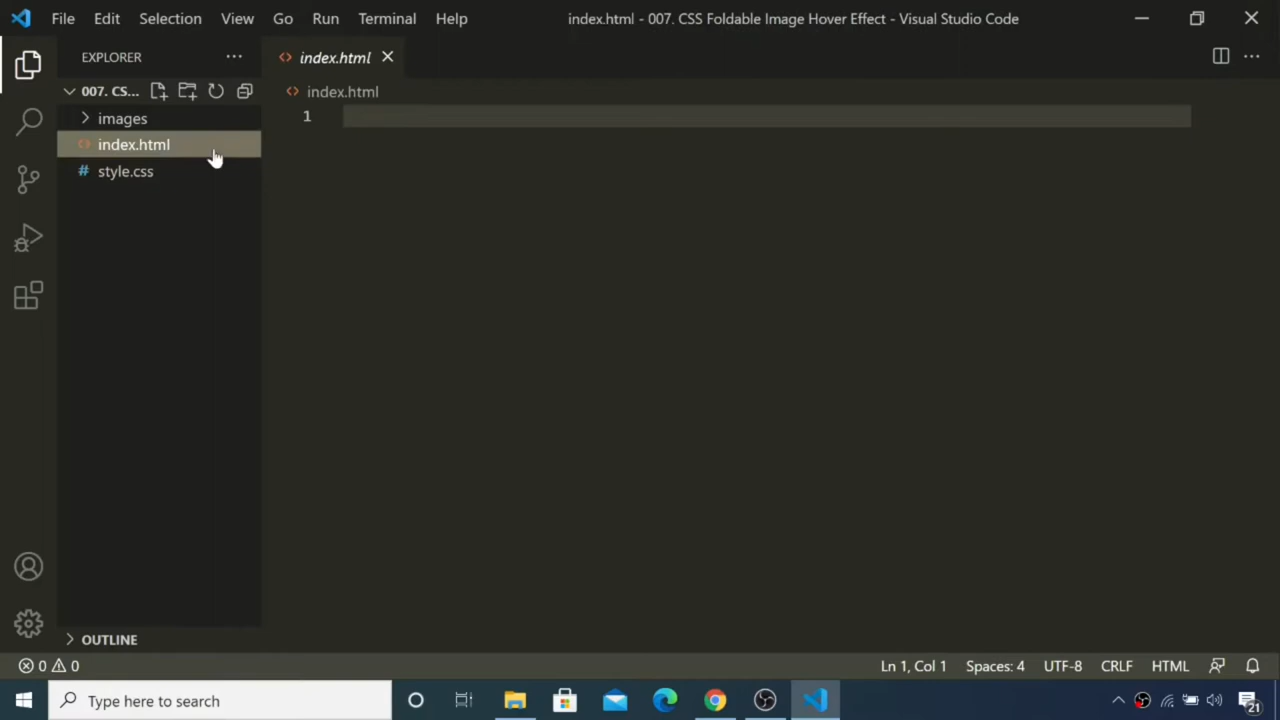 File Edit Selection View Go Run Terminal Help index.html - 007. CSS Foldable Image Hover Effect - Visual Studio Code
EXPLORER
index.html
007. CS...
index.html
images
1
index.html
# style.css
OUTLINE
0 0
Ln 1, Col 1 Spaces: 4 UTF-8 CRLF HTML
Type here to search
21